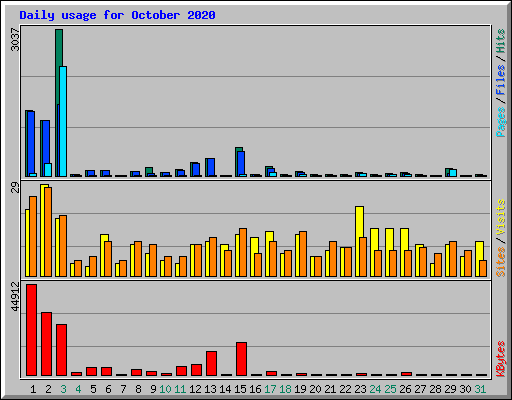 Daily usage for October 2020
3037
Pages / Files / Hits
29
Sites / Visits
44912
KBytes
1 2 3 4 5 6 7 8 9 10 11 12 13 14 15 16 17 18 19 20 21 22 23 24 25 26 27 28 29 30 31